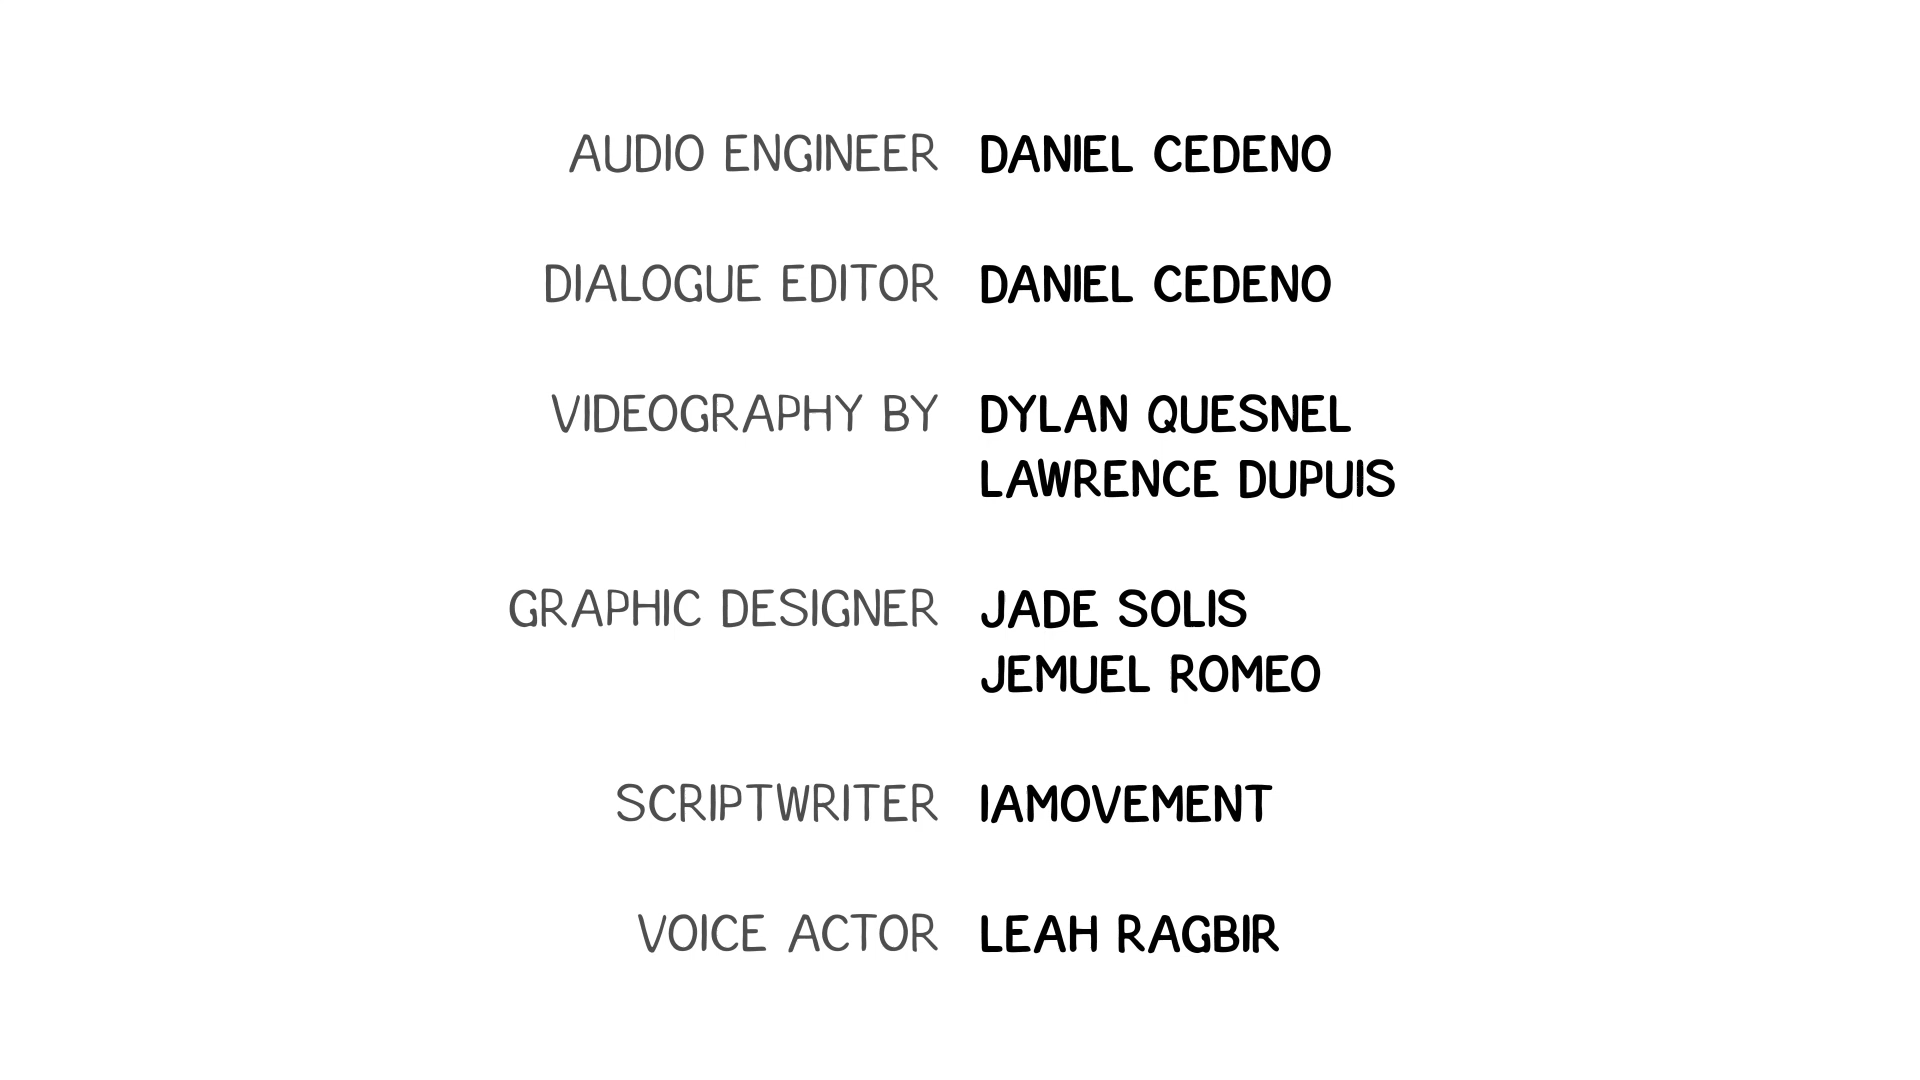 AUDIO ENGINEER DANIEL CEDENO
DIALOGUE EDITOR DANIEL CEDENO
VIDEOGRAPHY BY DYLAN QUESNEL
LAWRENCE DUPUIS
GRAPHIC DESIGNER JADE SOLIS
JEMUEL ROMEO
SCRIPTWRITER IAMOVEMENT
VOICE ACTOR LEAH RAGBIR